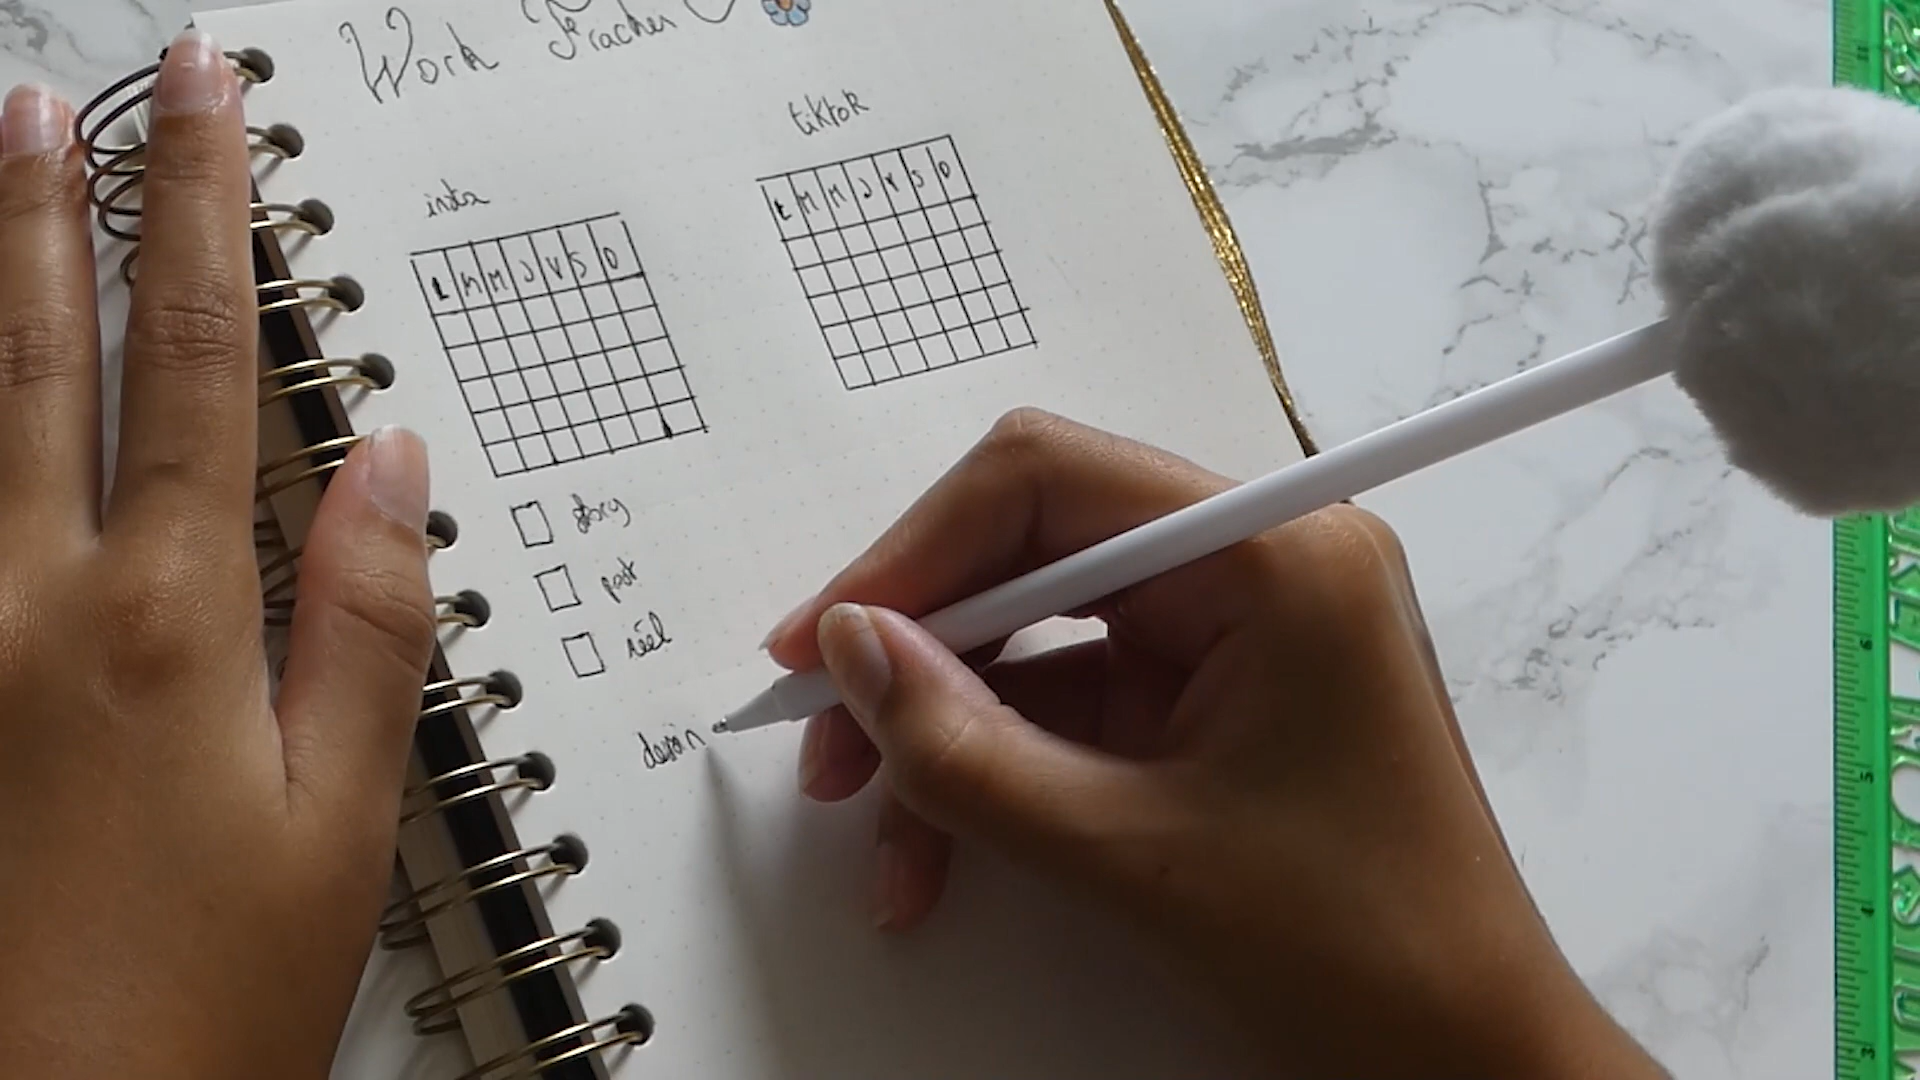 Work Tracker
insta
tiktok
L M M J V S D
L M M J V S D
story
post
réel
dessin